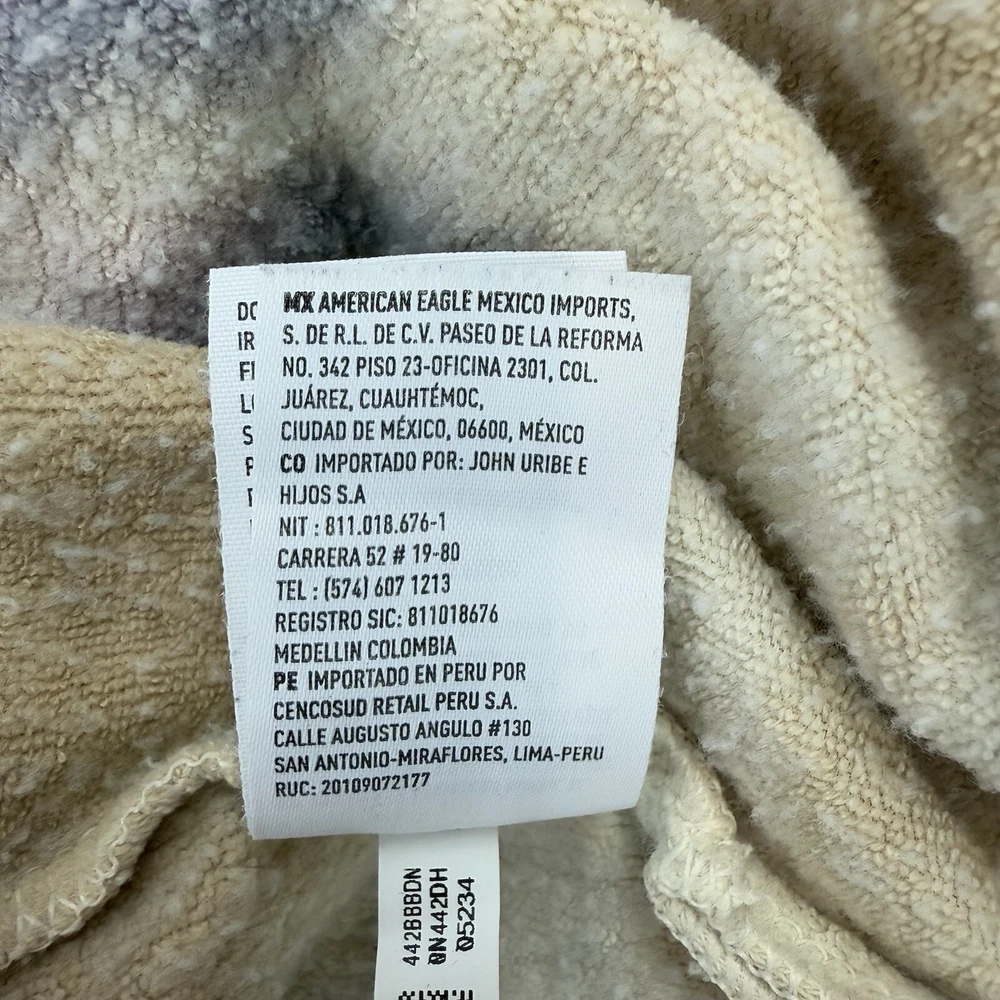 MX AMERICAN EAGLE MEXICO IMPORTS,
S. DE R.L. DE C.V. PASEO DE LA REFORMA
NO. 342 PISO 23-OFICINA 2301, COL.
JUÁREZ, CUAUHTÉMOC,
CIUDAD DE MÉXICO, 06600, MÉXICO
CO IMPORTADO POR: JOHN URIBE E
HIJOS S.A
NIT : 811.018.676-1
CARRERA 52 # 19-80
TEL : (574) 607 1213
REGISTRO SIC: 811018676
MEDELLIN COLOMBIA
PE IMPORTADO EN PERU POR
CENCOSUD RETAIL PERU S.A.
CALLE AUGUSTO ANGULO #130
SAN ANTONIO-MIRAFLORES, LIMA-PERU
RUC: 20109072177
442BBBDN
0N442DH
05234